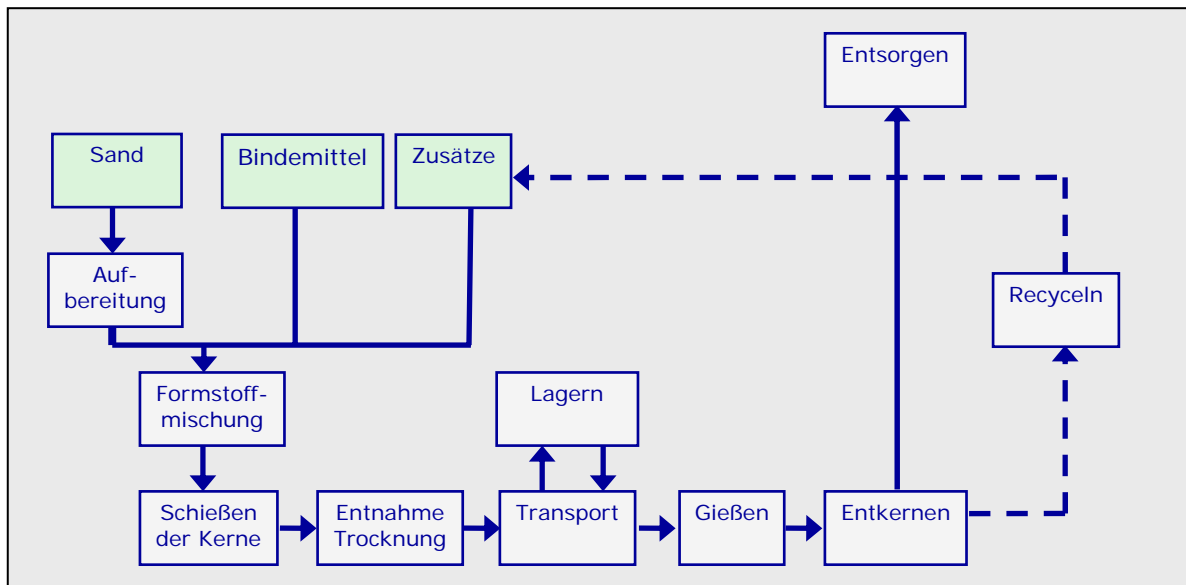 Entsorgen
Sand
Bindemittel
Zusätze
Auf-
bereitung
Recyceln
Formstoff-
mischung
Lagern
Schießen
der Kerne
Entnahme
Trocknung
Transport
Gießen
Entkernen